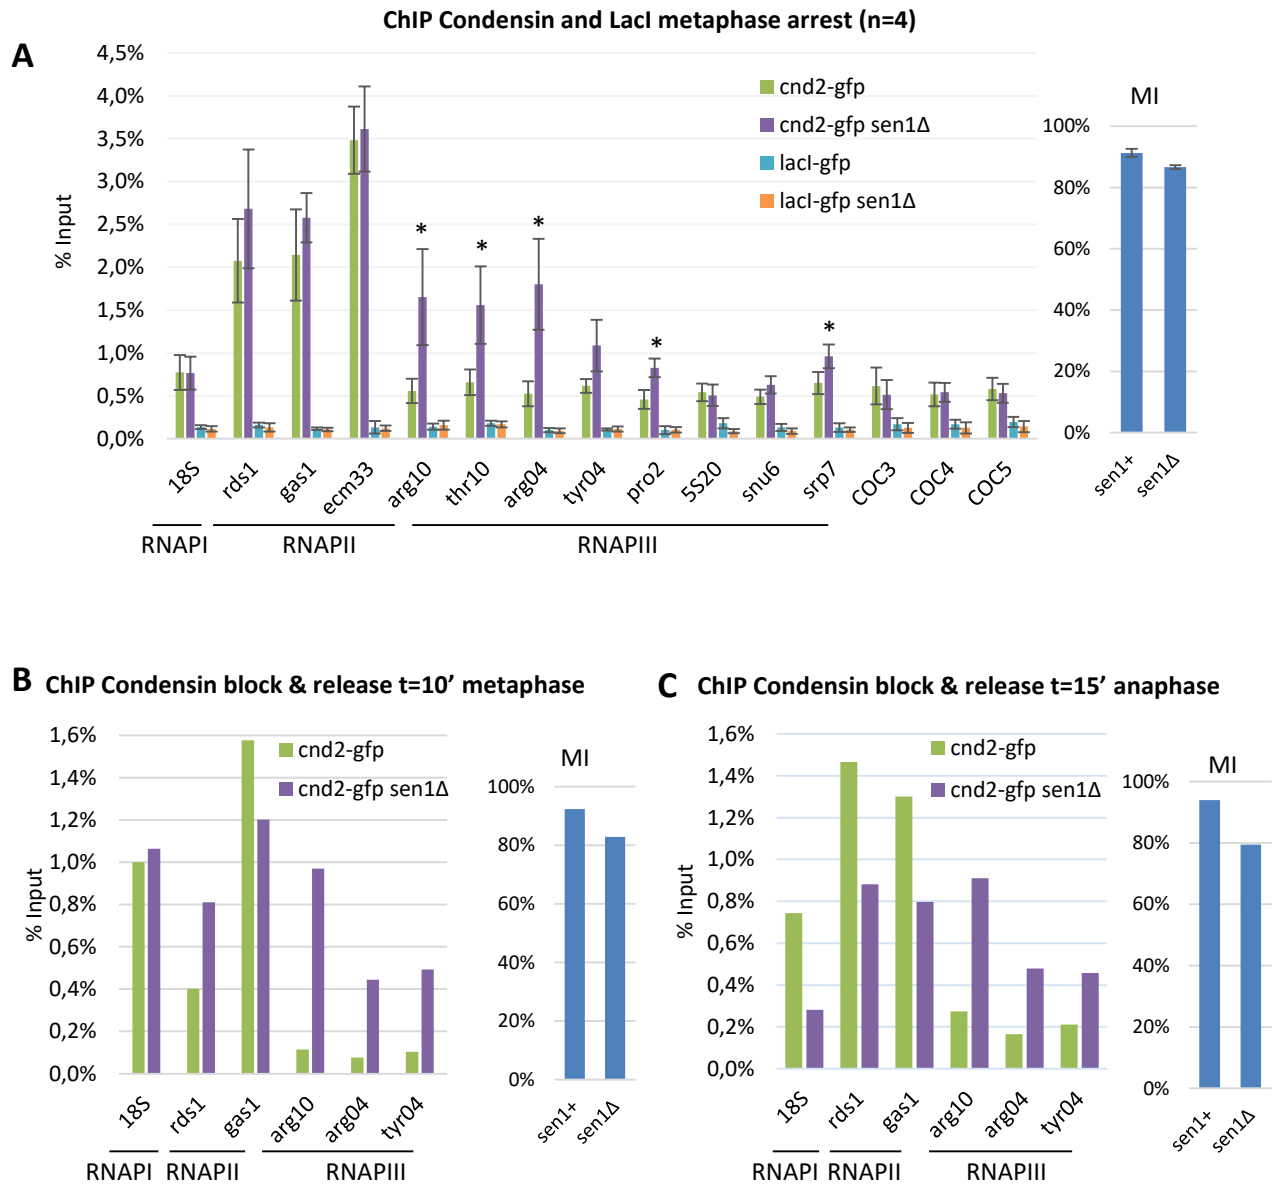 ChIP Condensin and LacI metaphase arrest (n=4)
A
4,5%
4,0%
3,5%
3,0%
2,5%
2,0%
1,5%
1,0%
0,5%
0,0%
% Input
cnd2-gfp
cnd2-gfp sen1Δ
lacI-gfp
lacI-gfp sen1Δ
* * * * *
18S rds1 gas1 ecm33 arg10 thr10 arg04 tyr04 pro2 5S20 snu6 srp7 COC3 COC4 COC5
RNAPI RNAPII RNAPIII
MI
100%
80%
60%
40%
20%
0%
sen1+ sen1Δ
B ChIP Condensin block & release t=10’ metaphase
1,6%
1,4%
1,2%
1,0%
0,8%
0,6%
0,4%
0,2%
0,0%
% Input
cnd2-gfp
cnd2-gfp sen1Δ
18S rds1 gas1 arg10 arg04 tyr04
RNAPI RNAPII RNAPIII
MI
100%
80%
60%
40%
20%
0%
sen1+ sen1Δ
C ChIP Condensin block & release t=15’ anaphase
1,6%
1,4%
1,2%
1,0%
0,8%
0,6%
0,4%
0,2%
0,0%
% Input
cnd2-gfp
cnd2-gfp sen1Δ
18S rds1 gas1 arg10 arg04 tyr04
RNAPI RNAPII RNAPIII
MI
100%
80%
60%
40%
20%
0%
sen1+ sen1Δ